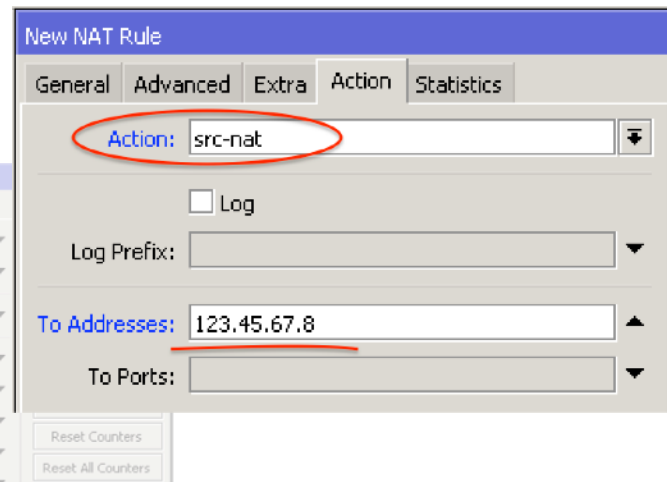 New NAT Rule
General Advanced Extra Action Statistics
Action: src-nat
Log
Log Prefix:
To Addresses: 123.45.67.8
To Ports:
Reset Counters
Reset All Counters